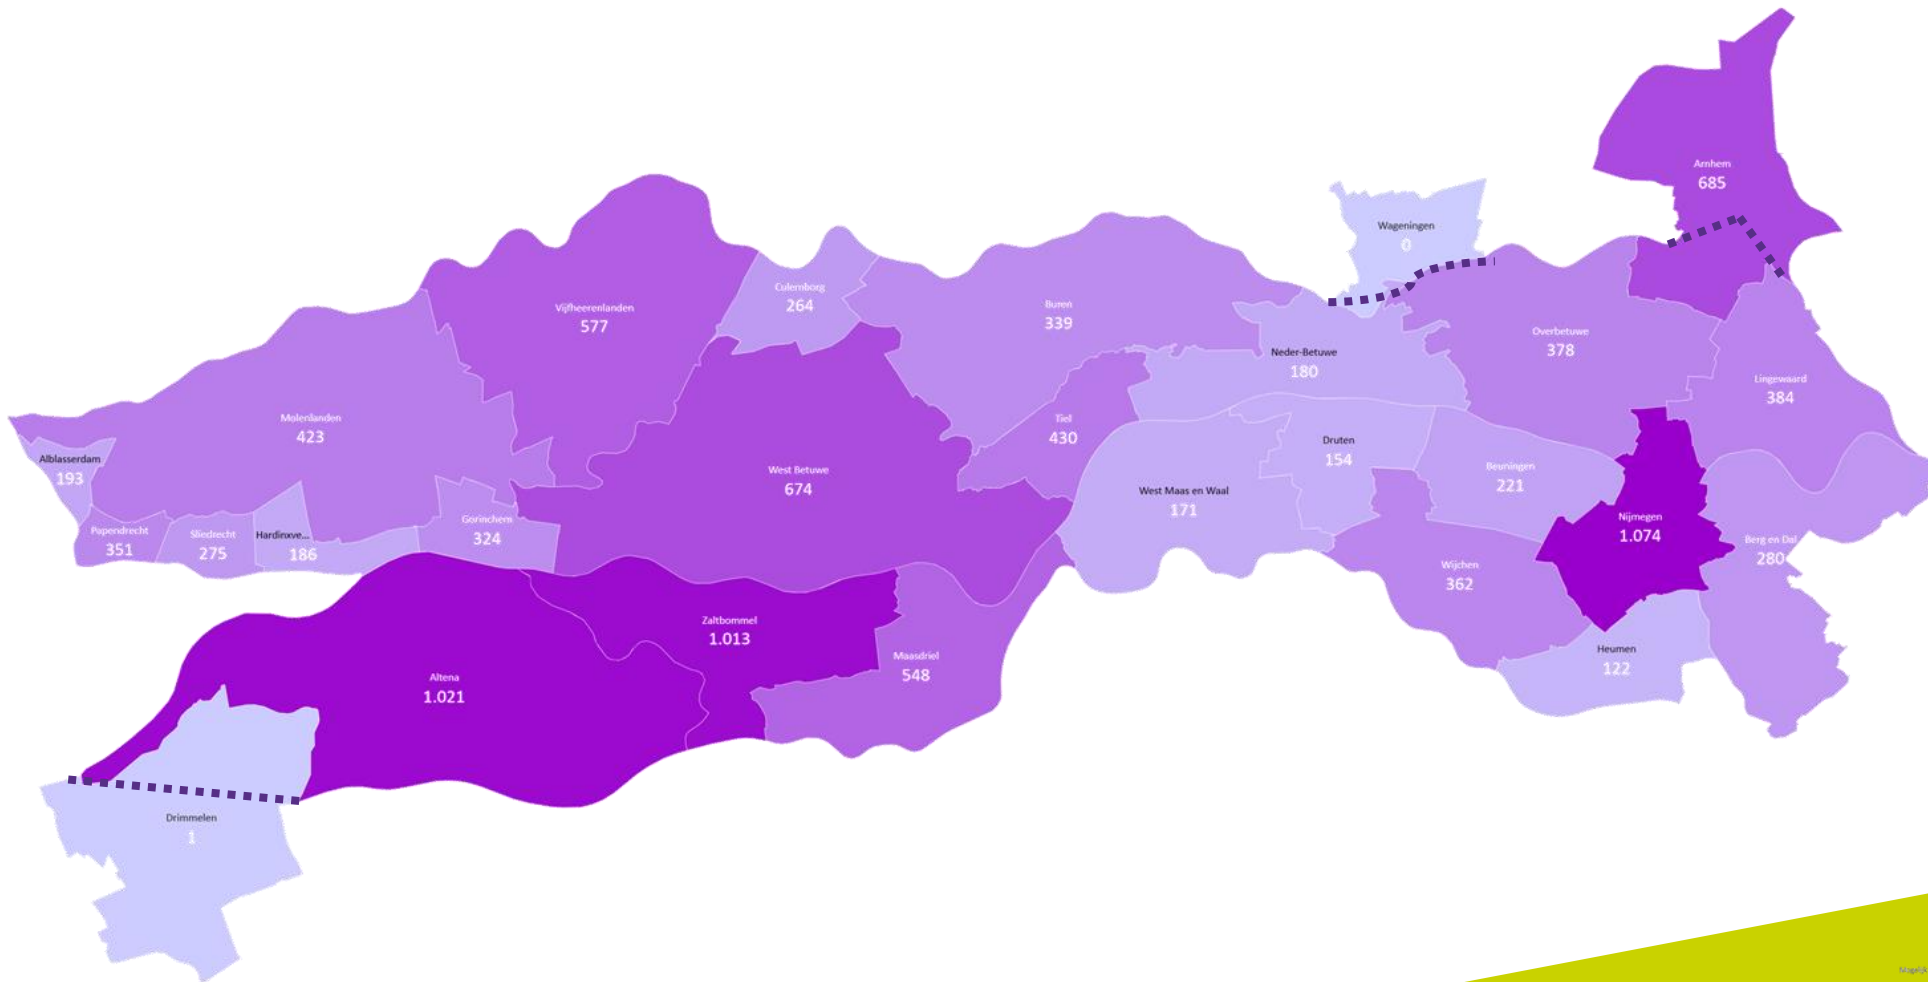 Arnhem
685
Wageningen
0
Culemborg
264
Vijfheerenlanden
577
Buren
339
Overbetuwe
378
Neder-Betuwe
180
Lingewaard
384
Molenlanden
423
Tiel
430
Druten
154
Alblasserdam
193
West Betuwe
674
Beuningen
221
West Maas en Waal
171
Gorinchem
324
Nijmegen
1.074
Papendrecht
351
Sliedrecht
275
Hardinxve...
186
Berg en Dal
280
Wijchen
362
Zaltbommel
1.013
Heumen
122
Maasdriel
548
Altena
1.021
Drimmelen
1